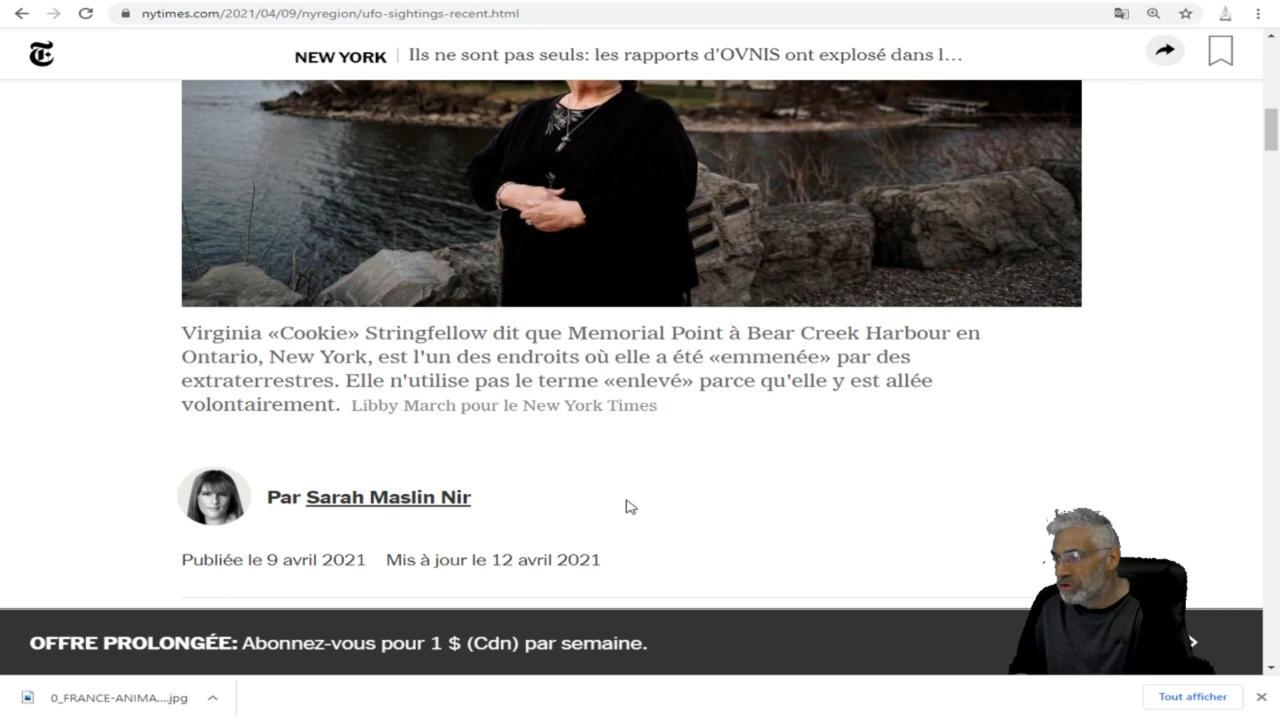 nytimes.com/2021/04/09/nyregion/ufo-sightings-recent.html
NEW YORK | Ils ne sont pas seuls: les rapports d'OVNIS ont explosé dans l...
Virginia «Cookie» Stringfellow dit que Memorial Point à Bear Creek Harbour en
Ontario, New York, est l'un des endroits où elle a été «emmenée» par des
extraterrestres. Elle n'utilise pas le terme «enlevé» parce qu'elle y est allée
volontairement. Libby March pour le New York Times
Par Sarah Maslin Nir
Publiée le 9 avril 2021 Mis à jour le 12 avril 2021
OFFRE PROLONGÉE: Abonnez-vous pour 1 $ (Cdn) par semaine.
0_FRANCE-ANIMA....jpg
Tout afficher